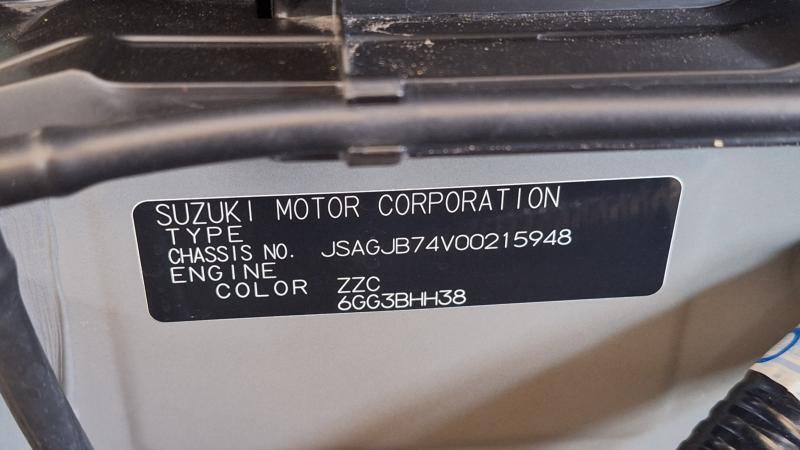 SUZUKI MOTOR CORPORATION
TYPE
CHASSIS NO. JSAGJB74V00215948
ENGINE
COLOR ZZC
6GG3BHH38